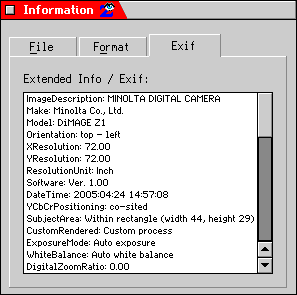 Information
File
Format
Exif
Extended Info / Exif:
ImageDescription: MINOLTA DIGITAL CAMERA
Make: Minolta Co., Ltd.
Model: DiMAGE Z1
Orientation: top - left
XResolution: 72.00
YResolution: 72.00
ResolutionUnit: Inch
Software: Ver. 1.00
DateTime: 2005:04:24 14:57:08
YCbCrPositioning: co-sited
SubjectArea: Within rectangle (width 44, height 29)
CustomRendered: Custom process
ExposureMode: Auto exposure
WhiteBalance: Auto white balance
DigitalZoomRatio: 0.00